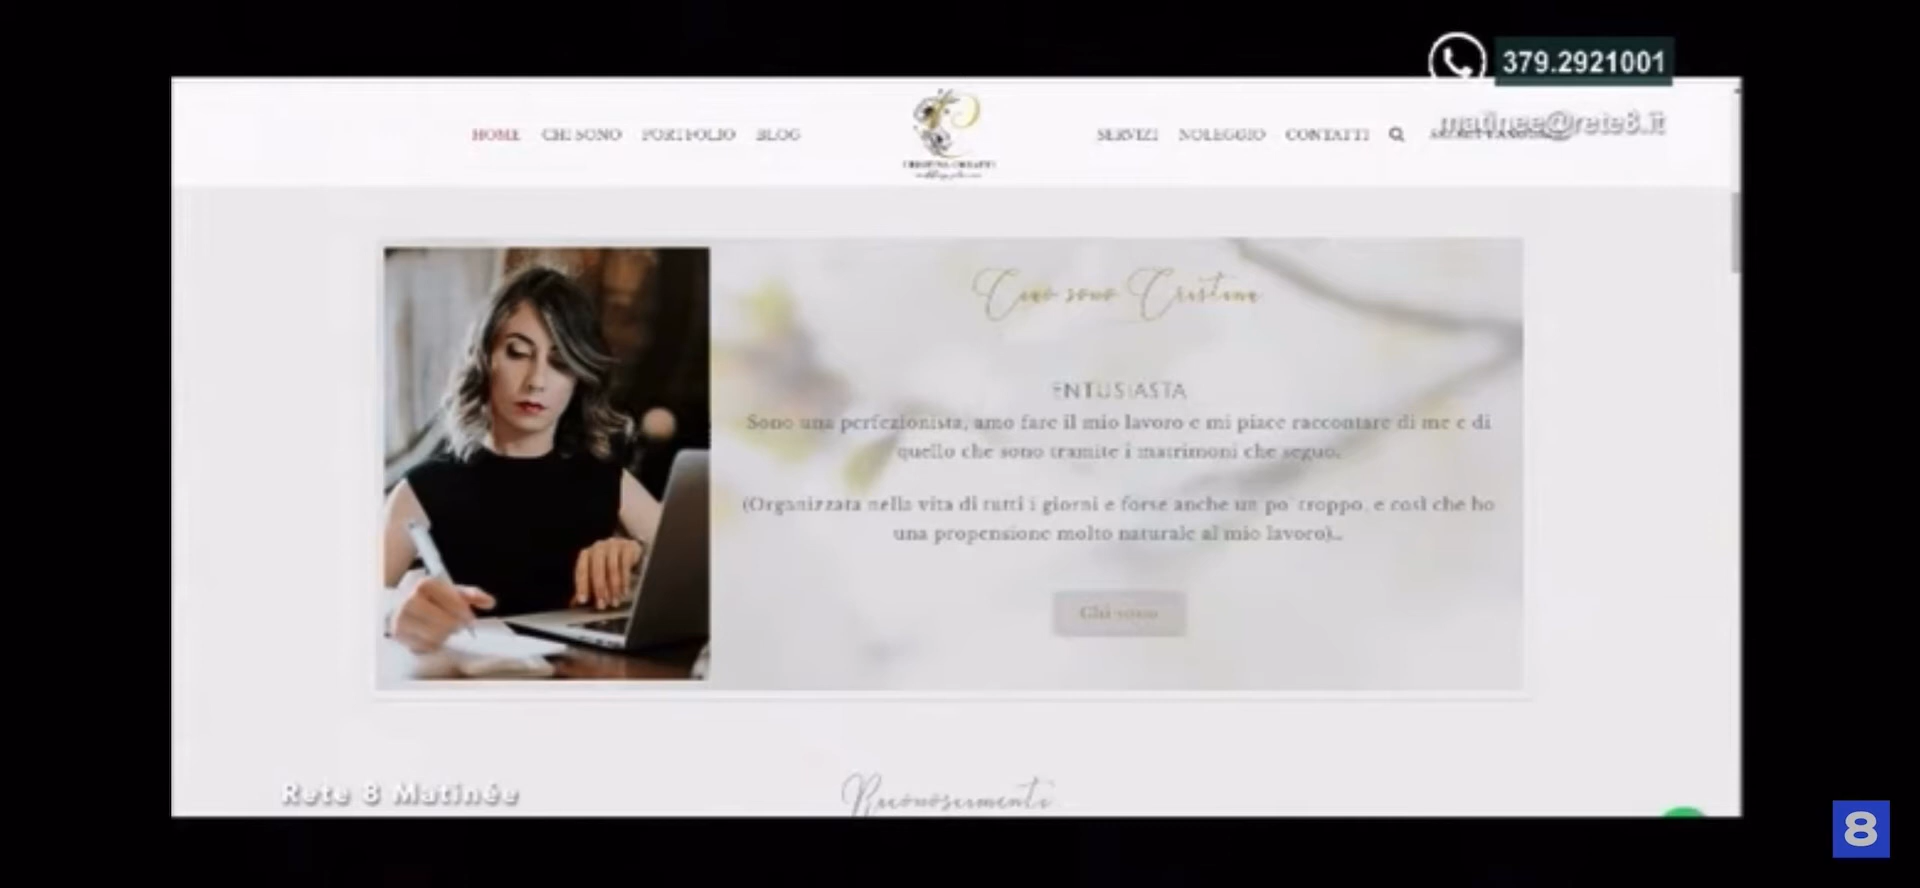 379.2921001
matinee@rete8.it
HOME CHI SONO PORTFOLIO BLOG
SERVIZI NOLEGGIO CONTATTI
Ciao sono Cristina
ENTUSIASTA
Sono una perfezionista, amo fare il mio lavoro e mi piace raccontare di me e di
quello che sono tramite i matrimoni che seguo.
(Organizzata nella vita di tutti i giorni e forse anche un po' troppo, e così che ho
una propensione molto naturale al mio lavoro)..
Chi sono
Rete 8 Matinée
Riconoscimenti
8